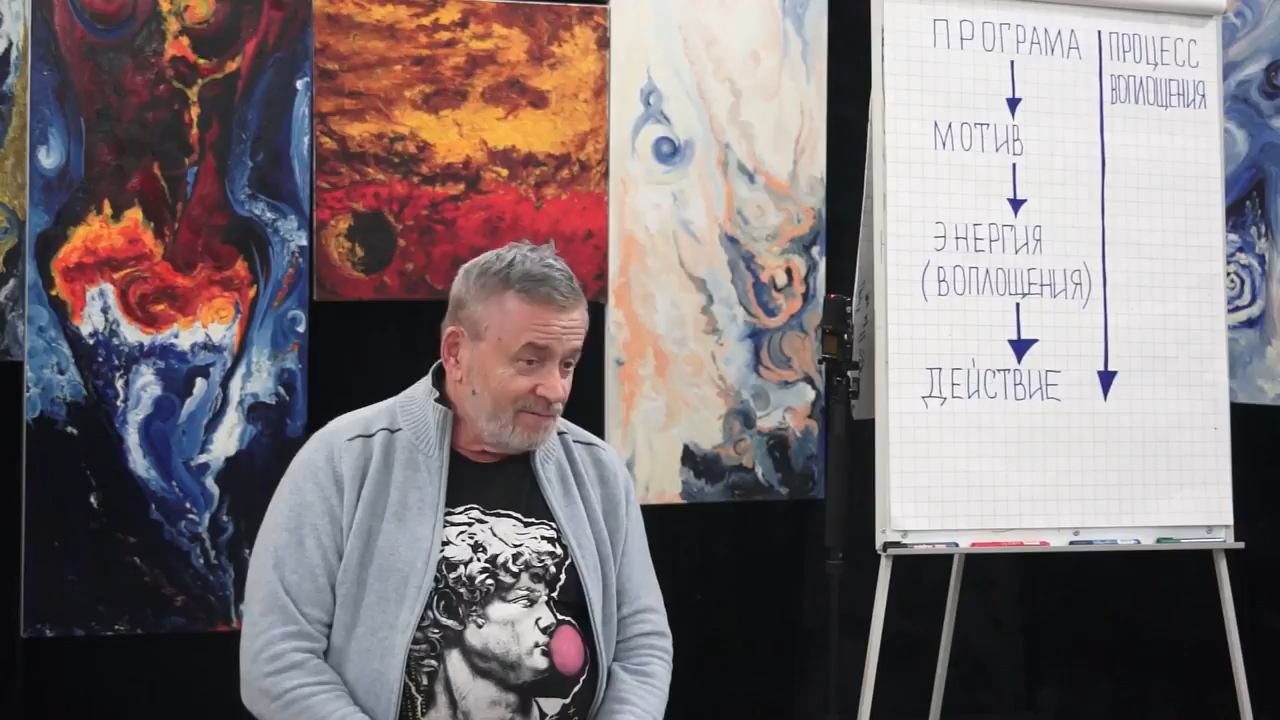 ПРОГРАМА
МОТИВ
ЭНЕРГИЯ
(ВОПЛОЩЕНИЯ)
ДЕЙСТВИЕ
ПРОЦЕСС
ВОПЛОЩЕНИЯ